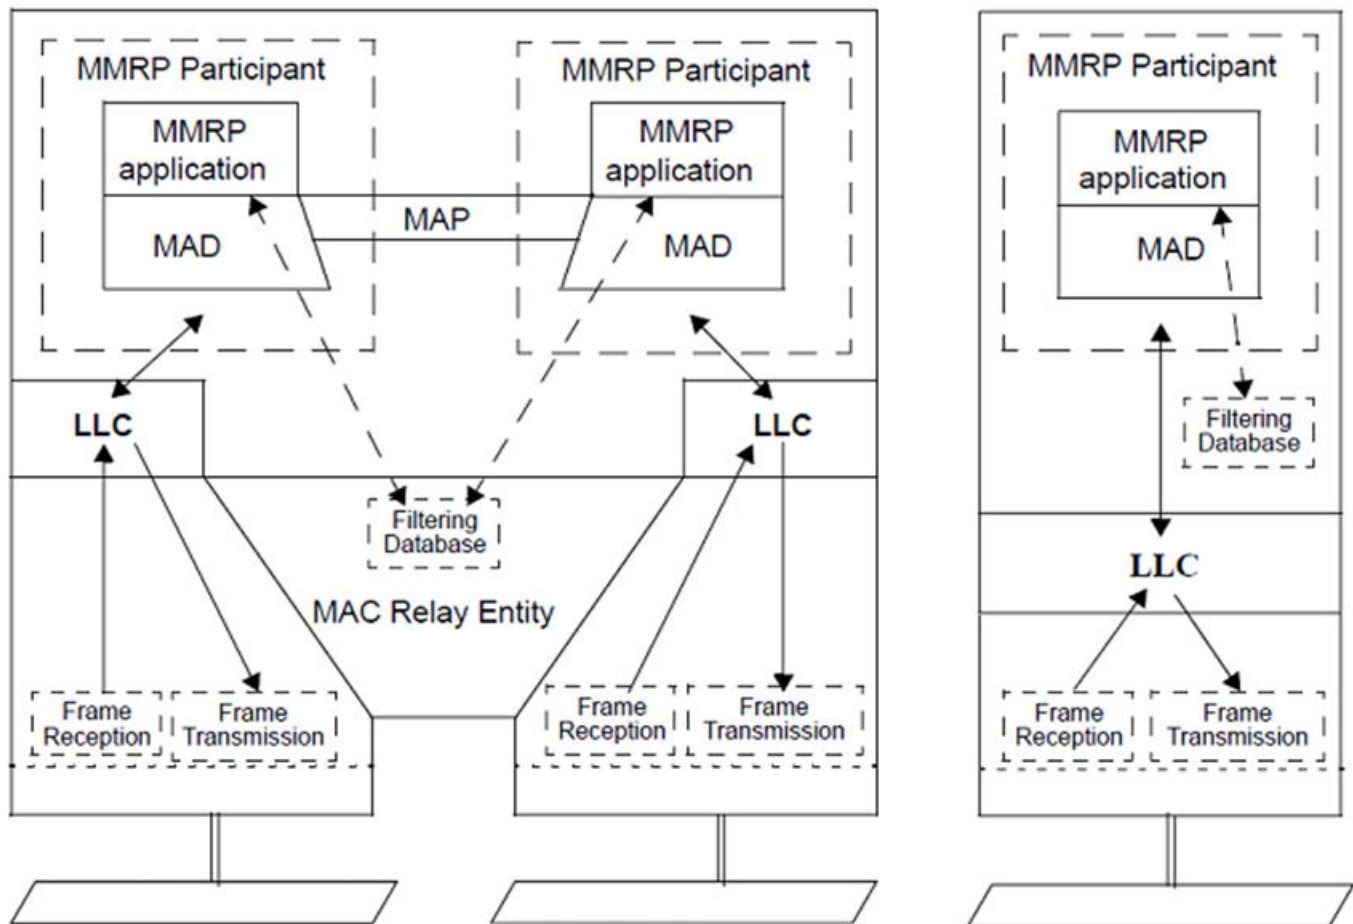 MMRP Participant
MMRP
application
MAD
MAP
MMRP Participant
MMRP
application
MAD
LLC
LLC
Filtering
Database
MAC Relay Entity
Frame
Reception
Frame
Transmission
Frame
Reception
Frame
Transmission
MMRP Participant
MMRP
application
MAD
Filtering
Database
LLC
Frame
Reception
Frame
Transmission